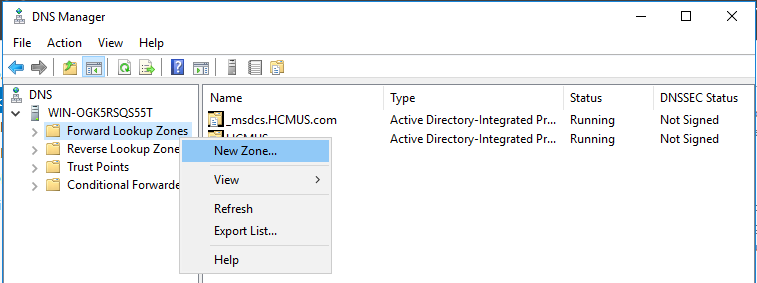 DNS Manager
File Action View Help
DNS
Name Type Status DNSSEC Status
WIN-OGK5RSQS55T
_msdcs.HCMUS.com Active Directory-Integrated Pr... Running Not Signed
Forward Lookup Zones
Active Directory-Integrated Pr... Running Not Signed
Reverse Lookup Zone
New Zone...
Trust Points
View
Conditional Forwarde
Refresh
Export List...
Help